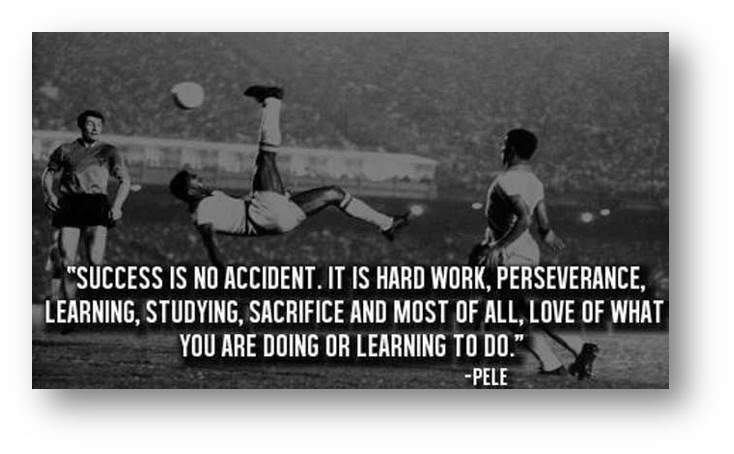 "SUCCESS IS NO ACCIDENT. IT IS HARD WORK, PERSEVERANCE,
LEARNING, STUDYING, SACRIFICE AND MOST OF ALL, LOVE OF WHAT
YOU ARE DOING OR LEARNING TO DO."
-PELE